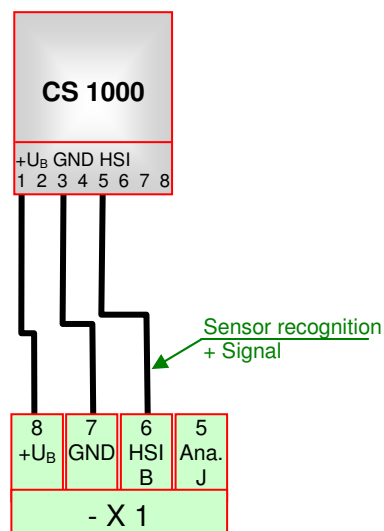 CS 1000
+UB GND HSI
1 2 3 4 5 6 7 8
Sensor recognition
+ Signal
8 7 6 5
+UB GND HSI Ana.
B J
- X 1